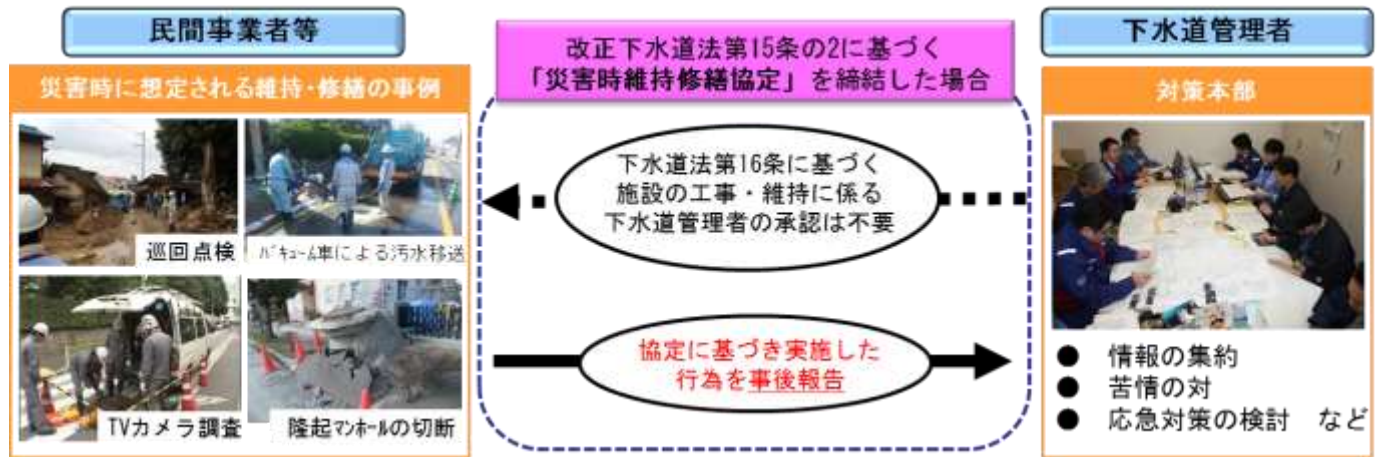 民間事業者等
災害時に想定される維持・修繕の事例
巡回点検
バキューム車による汚水移送
TVカメラ調査
隆起マンホールの切断
改正下水道法第15条の2に基づく
「災害時維持修繕協定」を締結した場合
下水道法第16条に基づく
施設の工事・維持に係る
下水道管理者の承認は不要
協定に基づき実施した
行為を事後報告
下水道管理者
対策本部
● 情報の集約
● 苦情の対
● 応急対策の検討 など